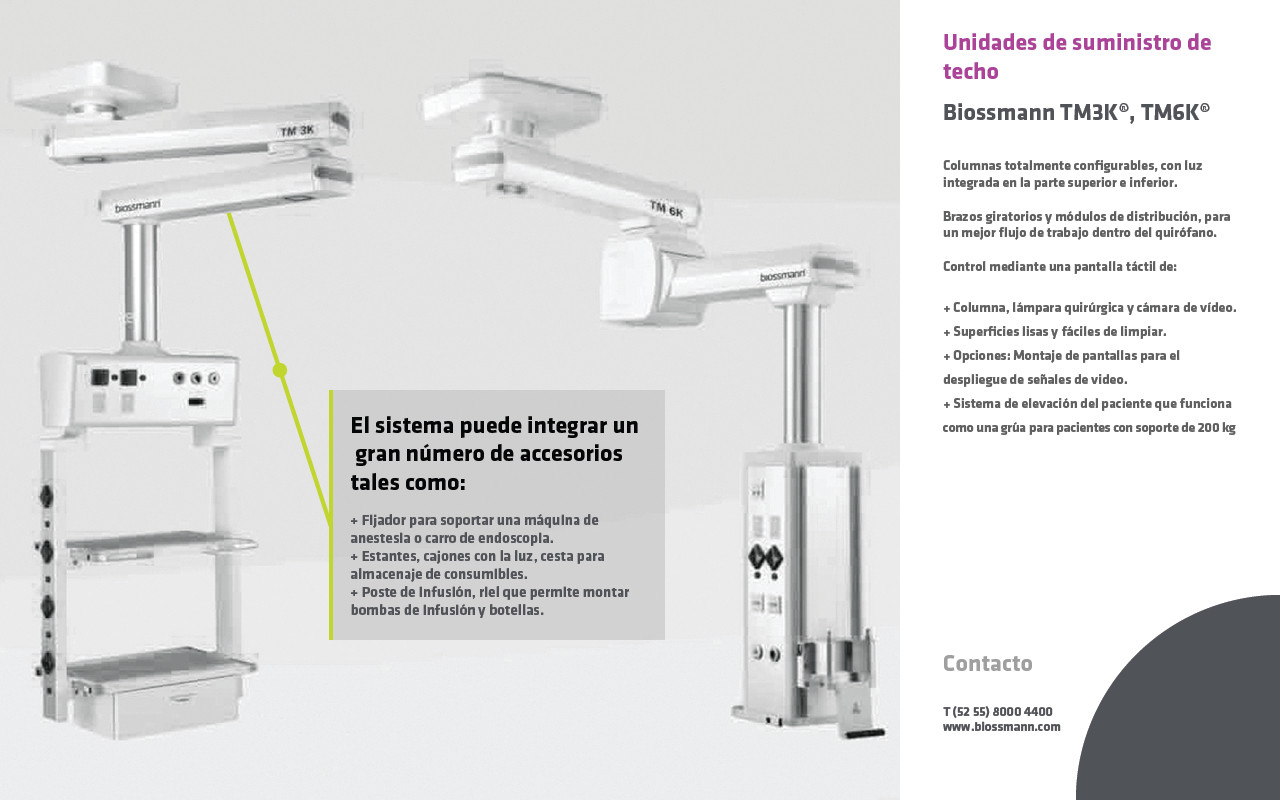 TM 3K
biossmann
TM 6K
biossmann
El sistema puede integrar un
gran número de accesorios
tales como:
+ Fijador para soportar una máquina de
anestesia o carro de endoscopia.
+ Estantes, cajones con la luz, cesta para
almacenaje de consumibles.
+ Poste de infusión, riel que permite montar
bombas de infusión y botellas.
Unidades de suministro de
techo
Biossmann TM3K®, TM6K®
Columnas totalmente configurables, con luz
integrada en la parte superior e inferior.
Brazos giratorios y módulos de distribución, para
un mejor flujo de trabajo dentro del quirófano.
Control mediante una pantalla táctil de:
+ Columna, lámpara quirúrgica y cámara de vídeo.
+ Superficies lisas y fáciles de limpiar.
+ Opciones: Montaje de pantallas para el
despliegue de señales de video.
+ Sistema de elevación del paciente que funciona
como una grúa para pacientes con soporte de 200 kg
Contacto
T (52 55) 8000 4400
www.biossmann.com